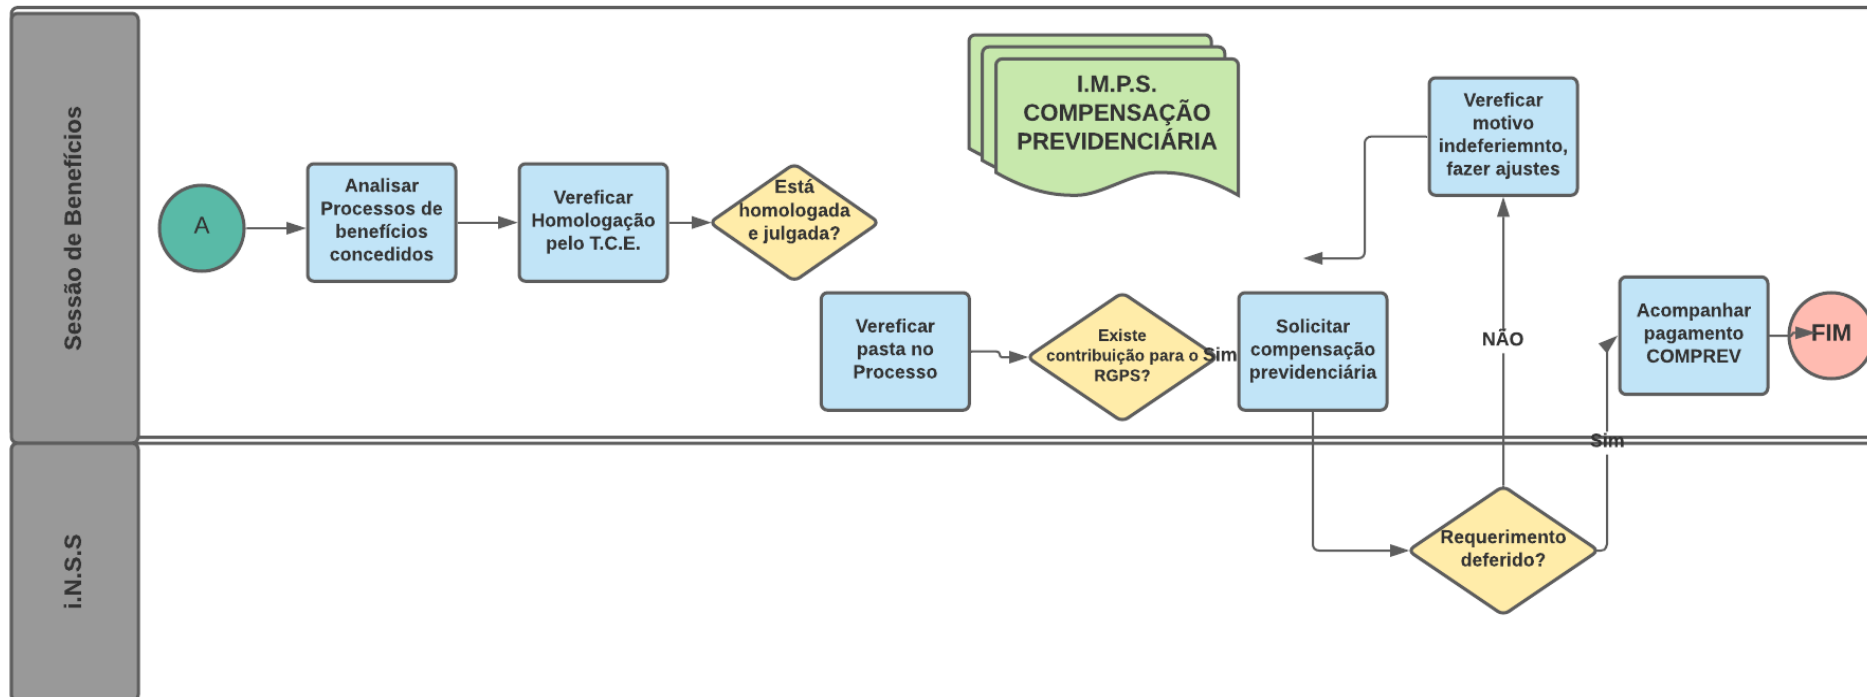 Sessão de Benefícios
A
Analisar
Processos de
benefícios
concedidos
Vereficar
Homologação
pelo T.C.E.
Está
homologada
e julgada?
I.M.P.S.
COMPENSAÇÃO
PREVIDENCIÁRIA
Vereficar
motivo
indeferiemnto,
fazer ajustes
Vereficar
pasta no
Processo
Existe
contribuição para o
RGPS?
Sim
Solicitar
compensação
previdenciária
NÃO
Acompanhar
pagamento
COMPREV
FIM
Sim
i.N.S.S
Requerimento
deferido?